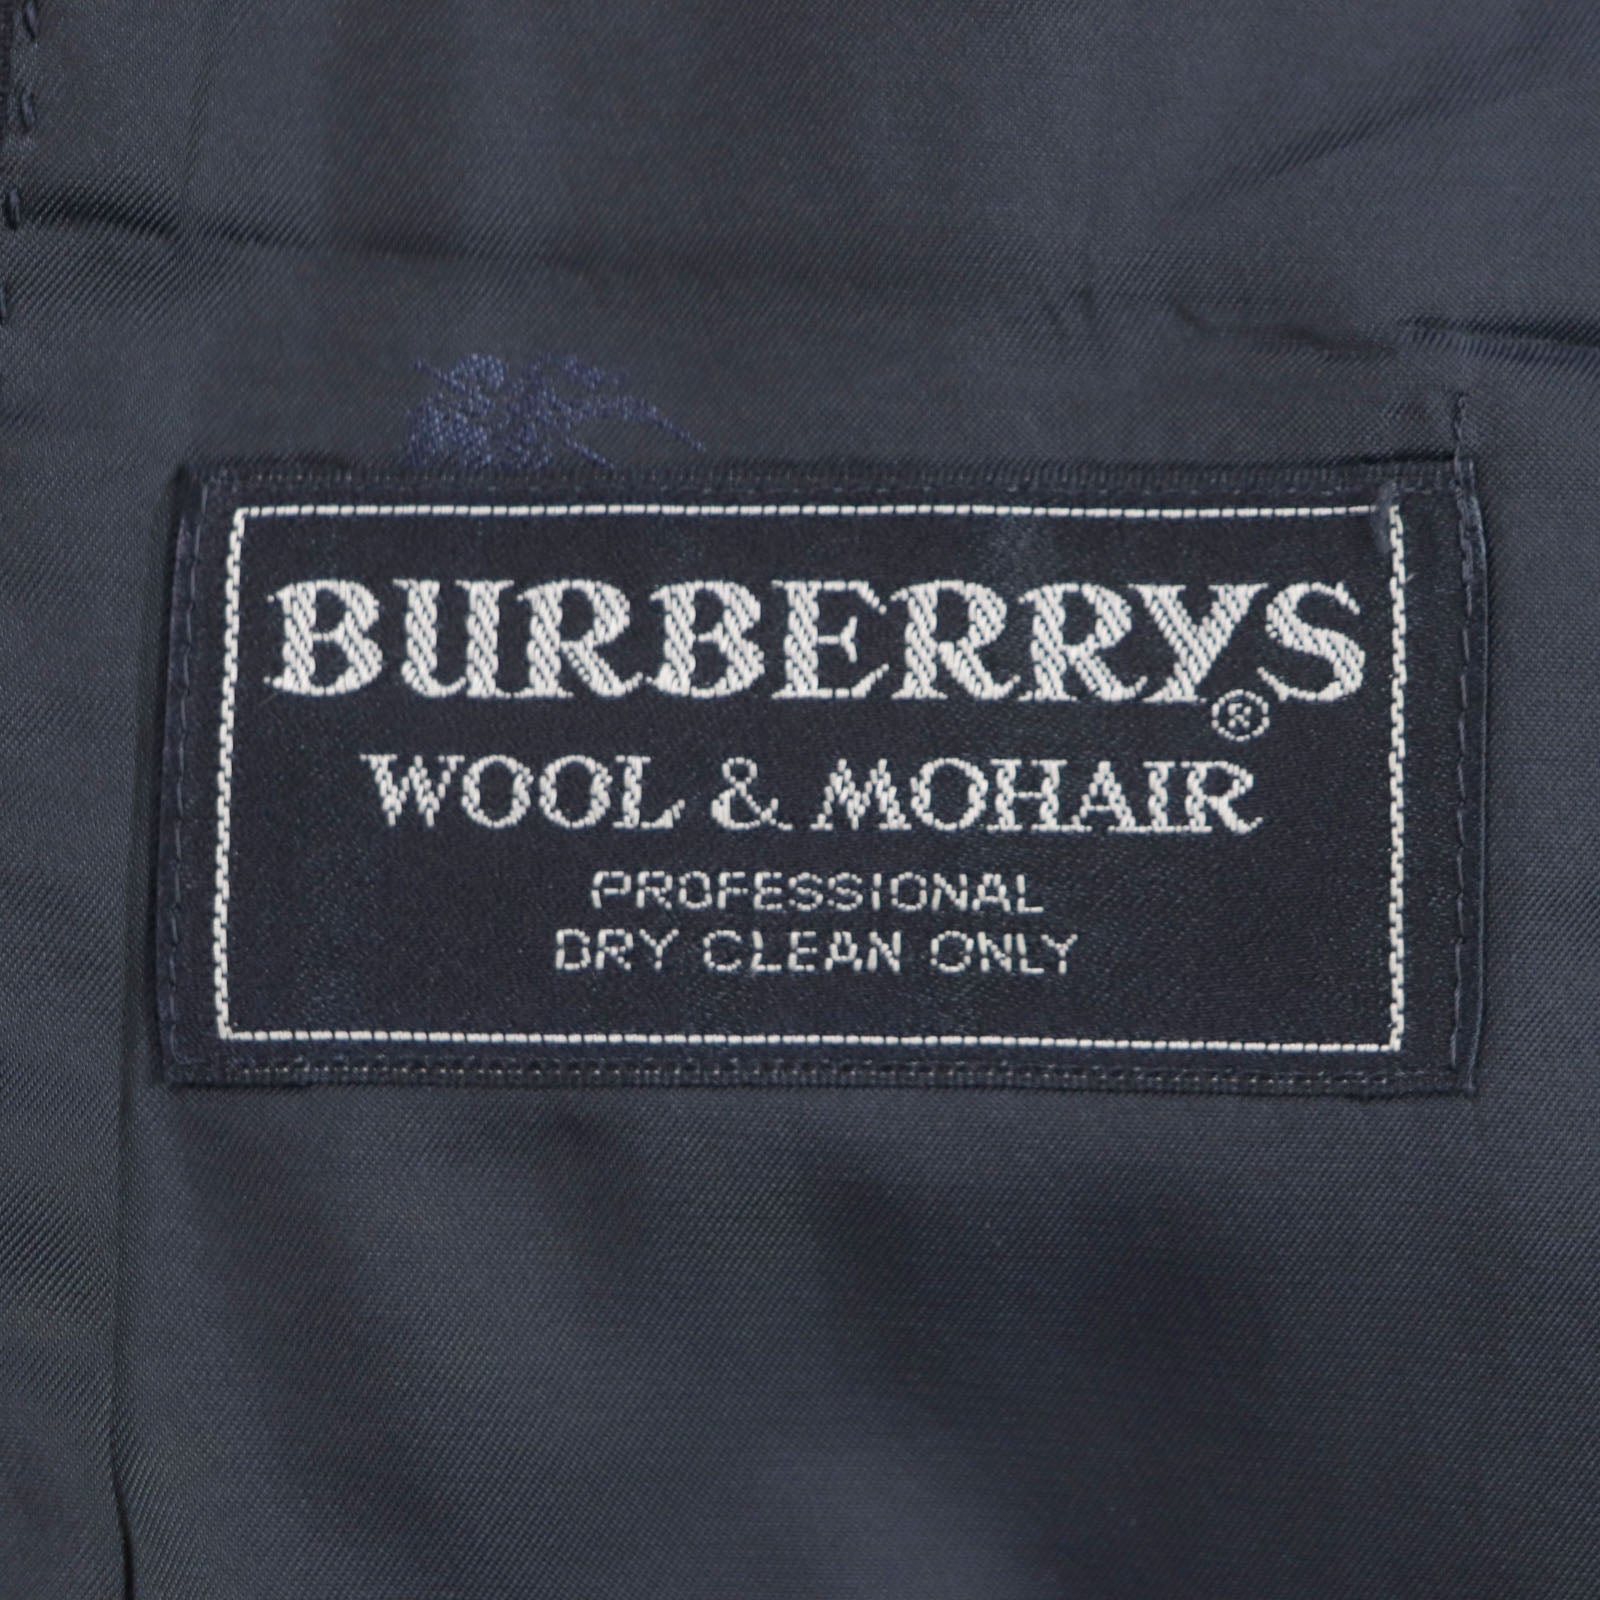 BURBERRYS®
WOOL & MOHAIR
PROFESSIONAL
DRY CLEAN ONLY